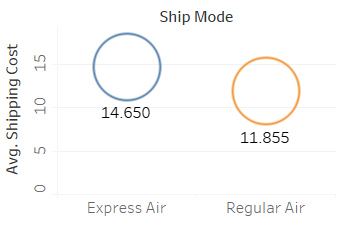 Ship Mode
Avg. Shipping Cost
15
10
5
0
14.650
11.855
Express Air
Regular Air